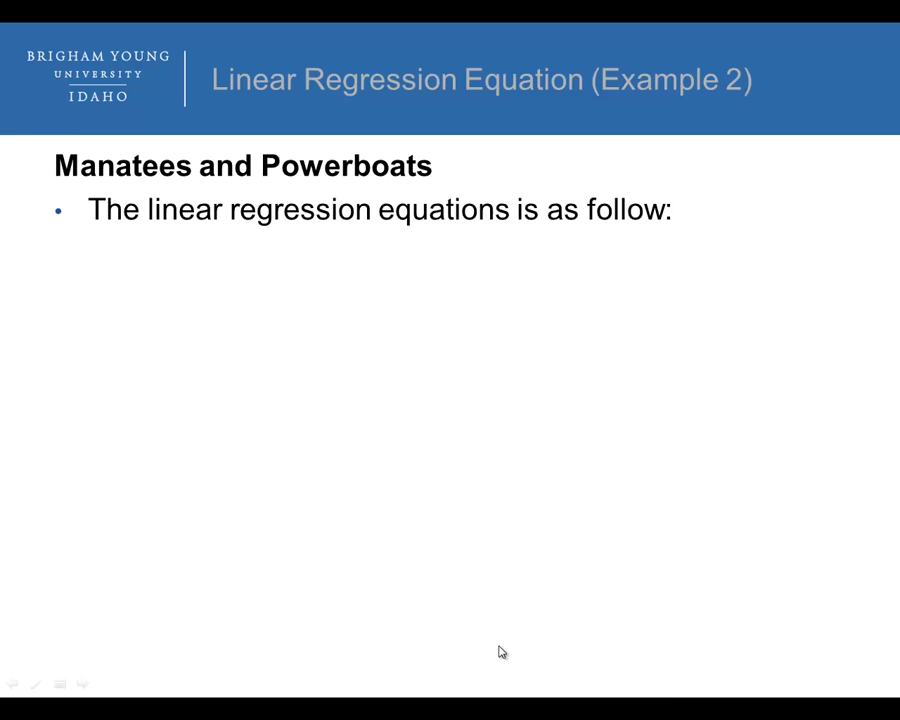 BRIGHAM YOUNG
UNIVERSITY
IDAHO
Linear Regression Equation (Example 2)
Manatees and Powerboats
• The linear regression equations is as follow: